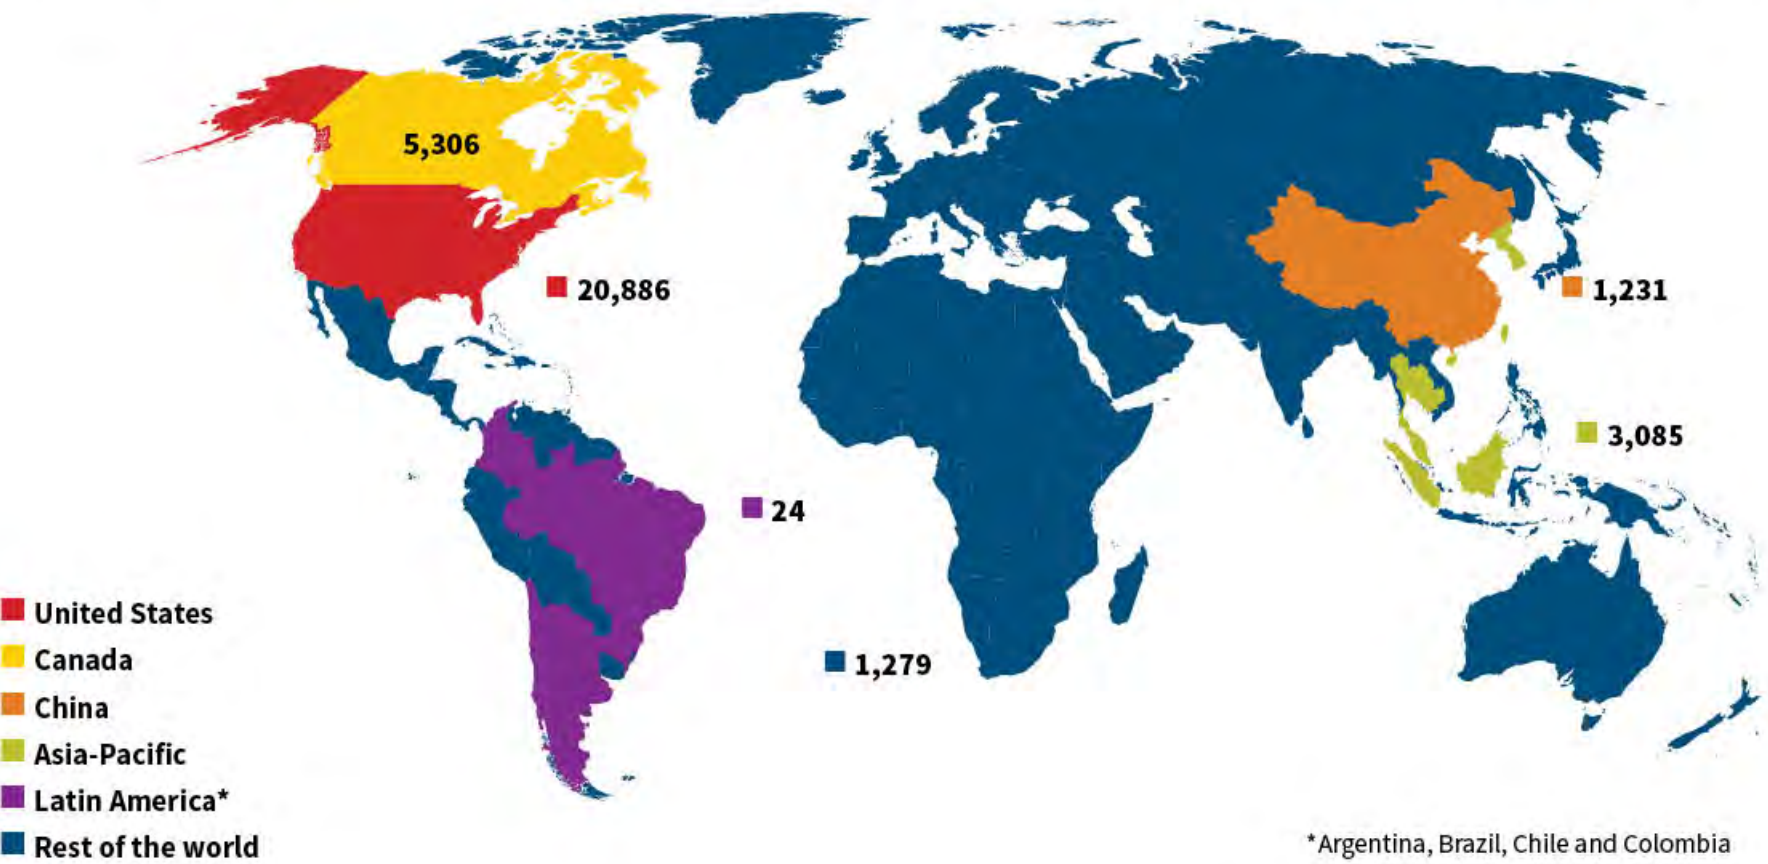 5,306
20,886
1,231
3,085
24
1,279
United States
Canada
China
Asia-Pacific
Latin America*
Rest of the world
*Argentina, Brazil, Chile and Colombia